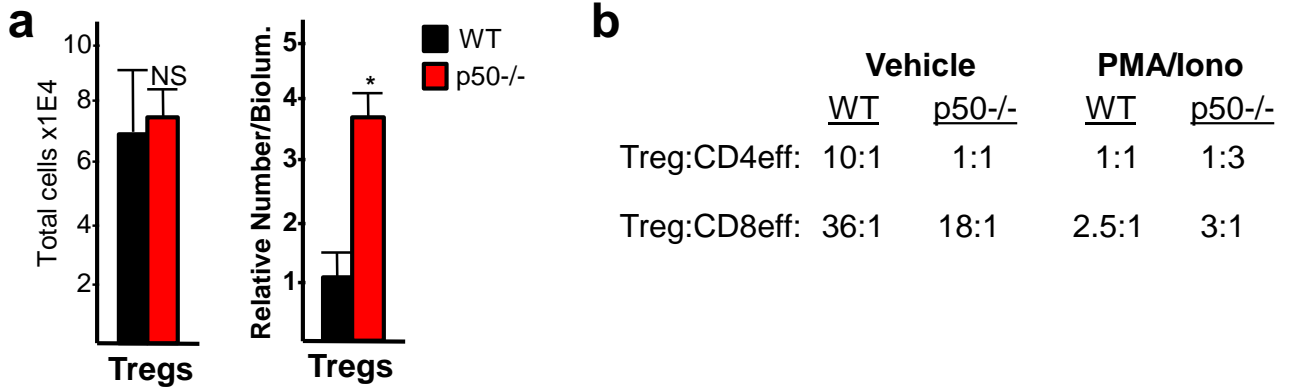 a
Total cells x1E4
10
8
6
4
2
NS
Tregs
Relative Number/Biolum.
5
4
3
2
1
*
Tregs
WT
p50-/-
b
Vehicle PMA/Iono
WT p50-/- WT p50-/-
Treg:CD4eff: 10:1 1:1 1:1 1:3
Treg:CD8eff: 36:1 18:1 2.5:1 3:1